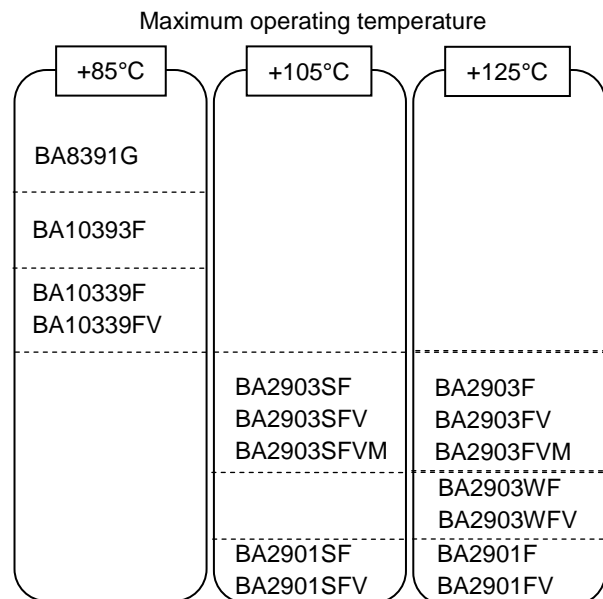 Maximum operating temperature
+85°C
+105°C
+125°C
BA8391G
BA10393F
BA10339F
BA10339FV
BA2903SF
BA2903SFV
BA2903SFVM
BA2901SF
BA2901SFV
BA2903F
BA2903FV
BA2903FVM
BA2903WF
BA2903WFV
BA2901F
BA2901FV